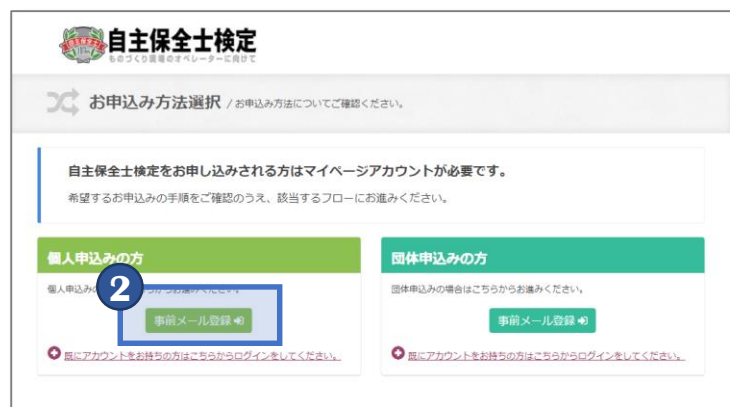 自主保全士検定
ものづくり現場のオペレーターに向けて
お申込み方法選択 / お申込み方法についてご確認ください。
自主保全士検定をお申し込みされる方はマイページアカウントが必要です。
希望するお申込みの手順をご確認のうえ、該当するフローにお進みください。
個人申込みの方
個人申込みの
2
事前メール登録
既にアカウントをお持ちの方はこちらからログインをしてください。
団体申込みの方
団体申込みの場合はこちらからお進みください。
事前メール登録
既にアカウントをお持ちの方はこちらからログインをしてください。